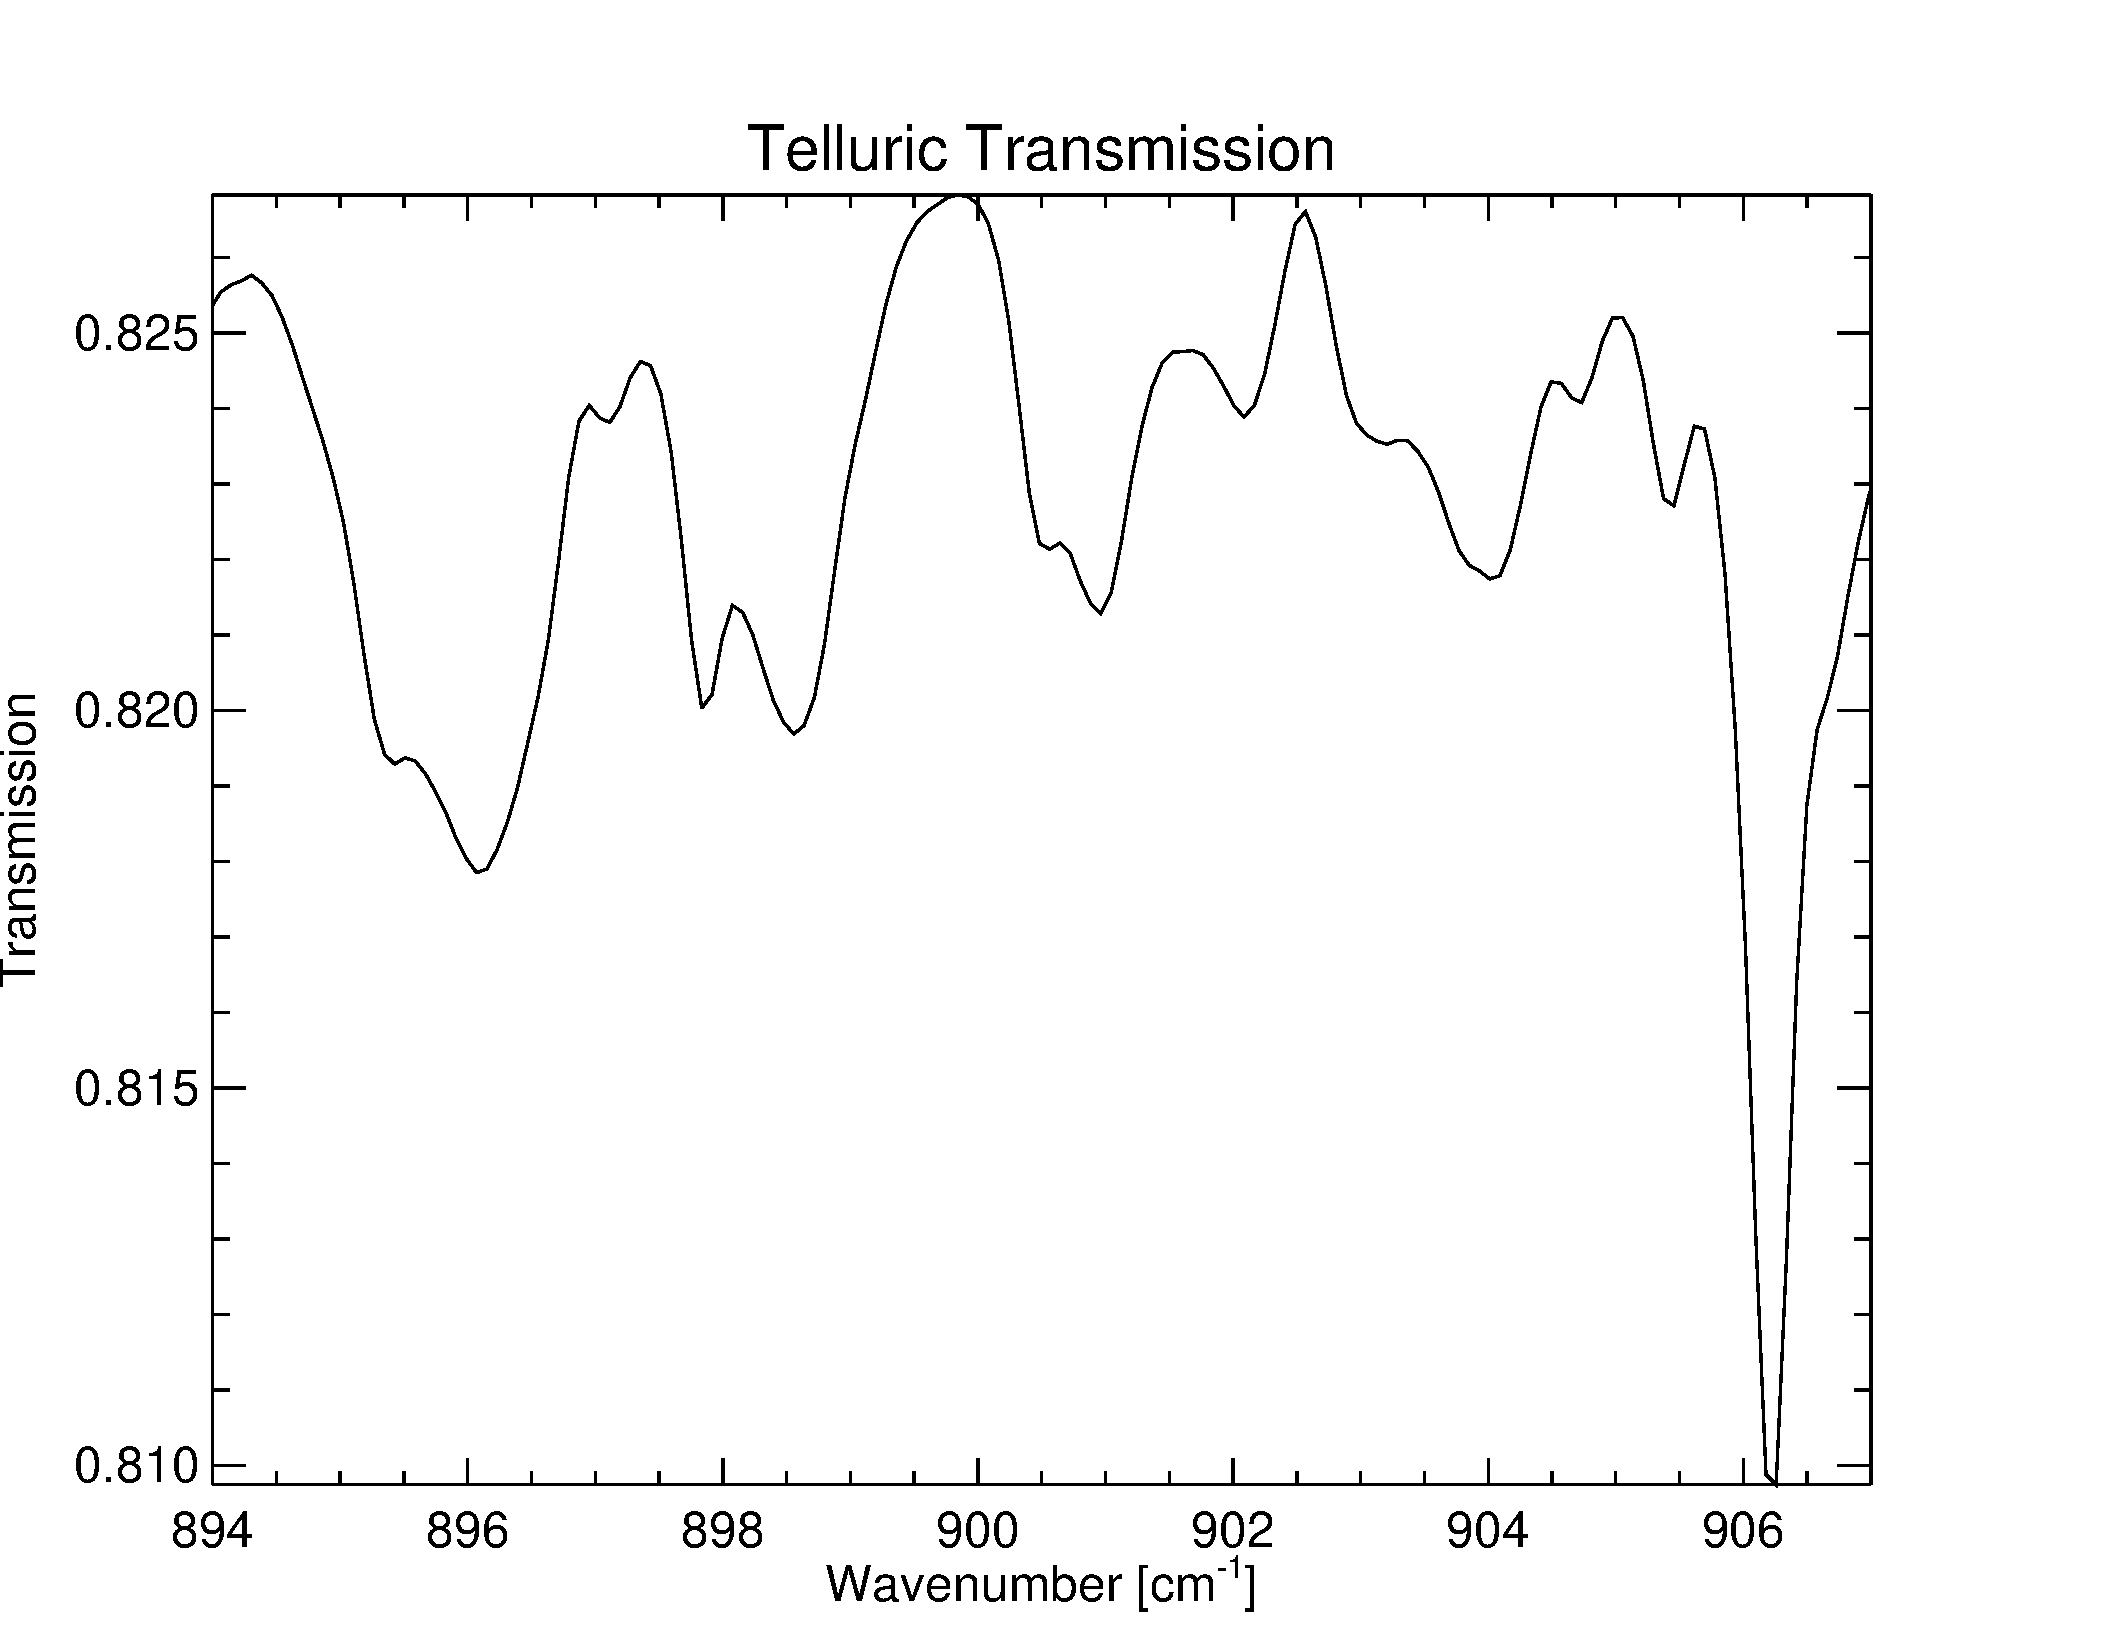 Telluric Transmission
0.825
0.820
0.815
0.810
Transmission
894 896 898 900 902 904 906
Wavenumber [cm-1]